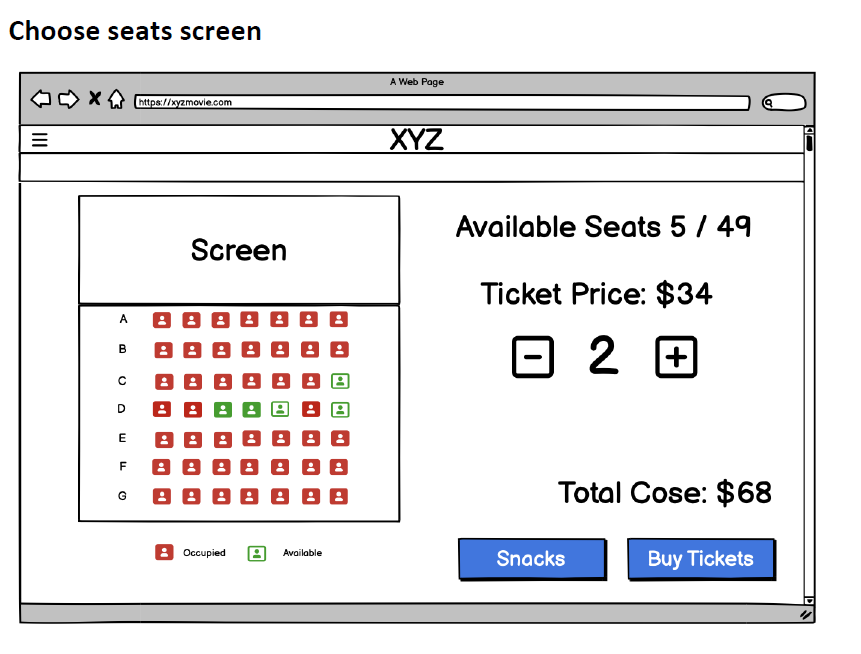 Choose seats screen
A Web Page
https://xyzmovie.com
XYZ
Screen
A
B
C
D
E
F
G
Occupied
Available
Available Seats 5 / 49
Ticket Price: $34
2
Total Cose: $68
Snacks
Buy Tickets